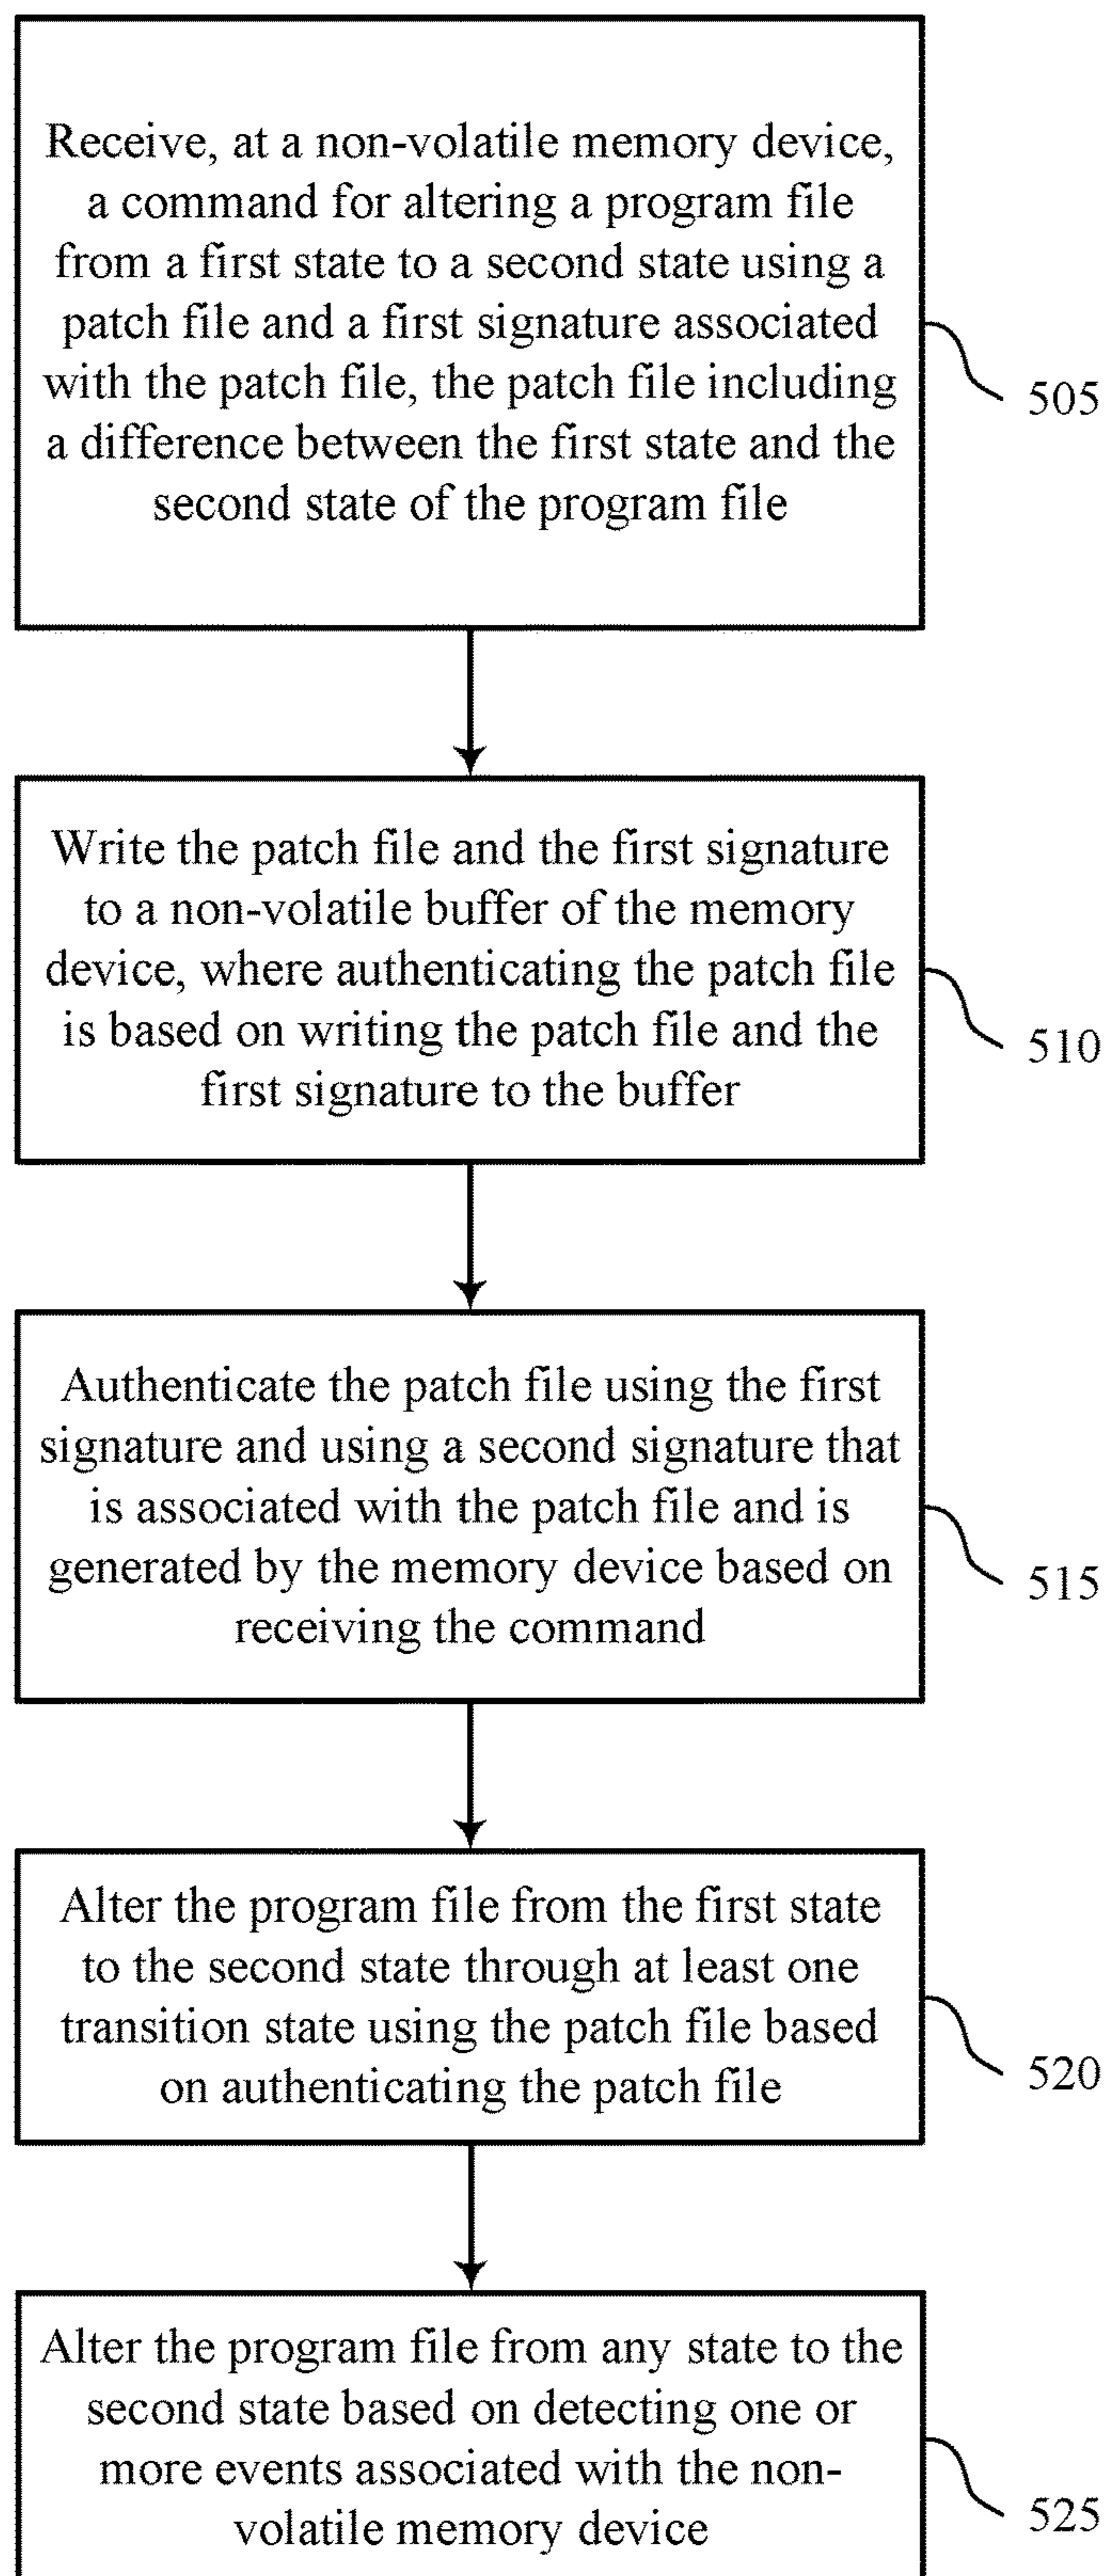 Receive, at a non-volatile memory device,
a command for altering a program file
from a first state to a second state using a
patch file and a first signature associated
with the patch file, the patch file including
a difference between the first state and the
second state of the program file
505
Write the patch file and the first signature
to a non-volatile buffer of the memory
device, where authenticating the patch file
is based on writing the patch file and the
first signature to the buffer
510
Authenticate the patch file using the first
signature and using a second signature that
is associated with the patch file and is
generated by the memory device based on
receiving the command
515
Alter the program file from the first state
to the second state through at least one
transition state using the patch file based
on authenticating the patch file
520
Alter the program file from any state to the
second state based on detecting one or
more events associated with the non-
volatile memory device
525